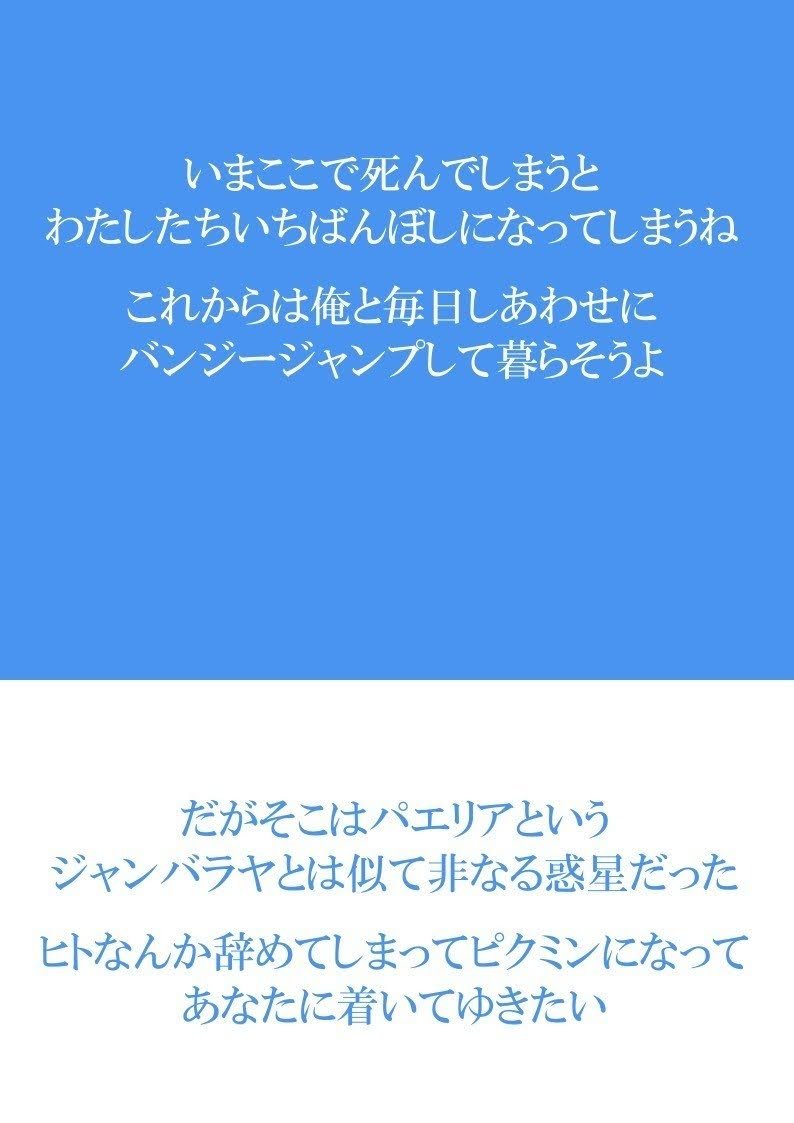 いまここで死んでしまうと
わたしたちいちばんぼしになってしまうね
これからは俺と毎日しあわせに
バンジージャンプして暮らそうよ
だがそこはパエリアという
ジャンバラヤとは似て非なる惑星だった
ヒトなんか辞めてしまってピクミンになって
あなたに着いてゆきたい